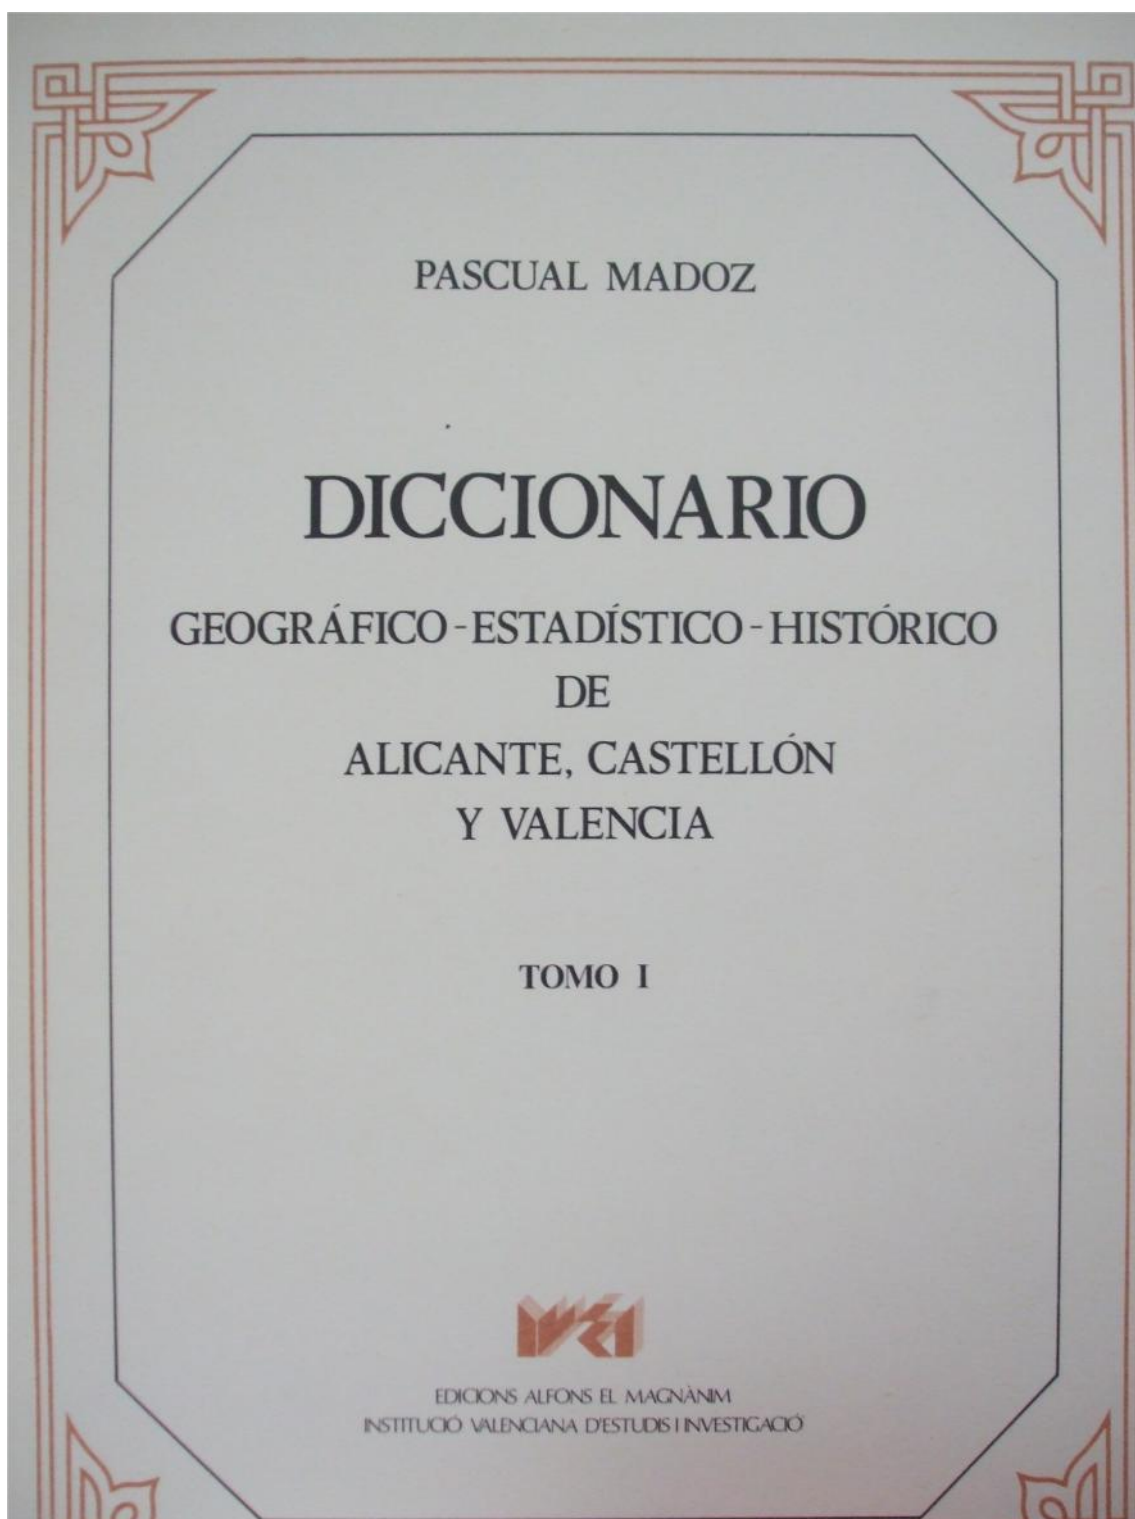 PASCUAL MADOZ
DICCIONARIO
GEOGRÁFICO-ESTADÍSTICO-HISTÓRICO
DE
ALICANTE, CASTELLÓN
Y VALENCIA
TOMO I
IVEI
EDICIONS ALFONS EL MAGNÀNIM
INSTITUCIÓ VALENCIANA D'ESTUDIS I INVESTIGACIÓ